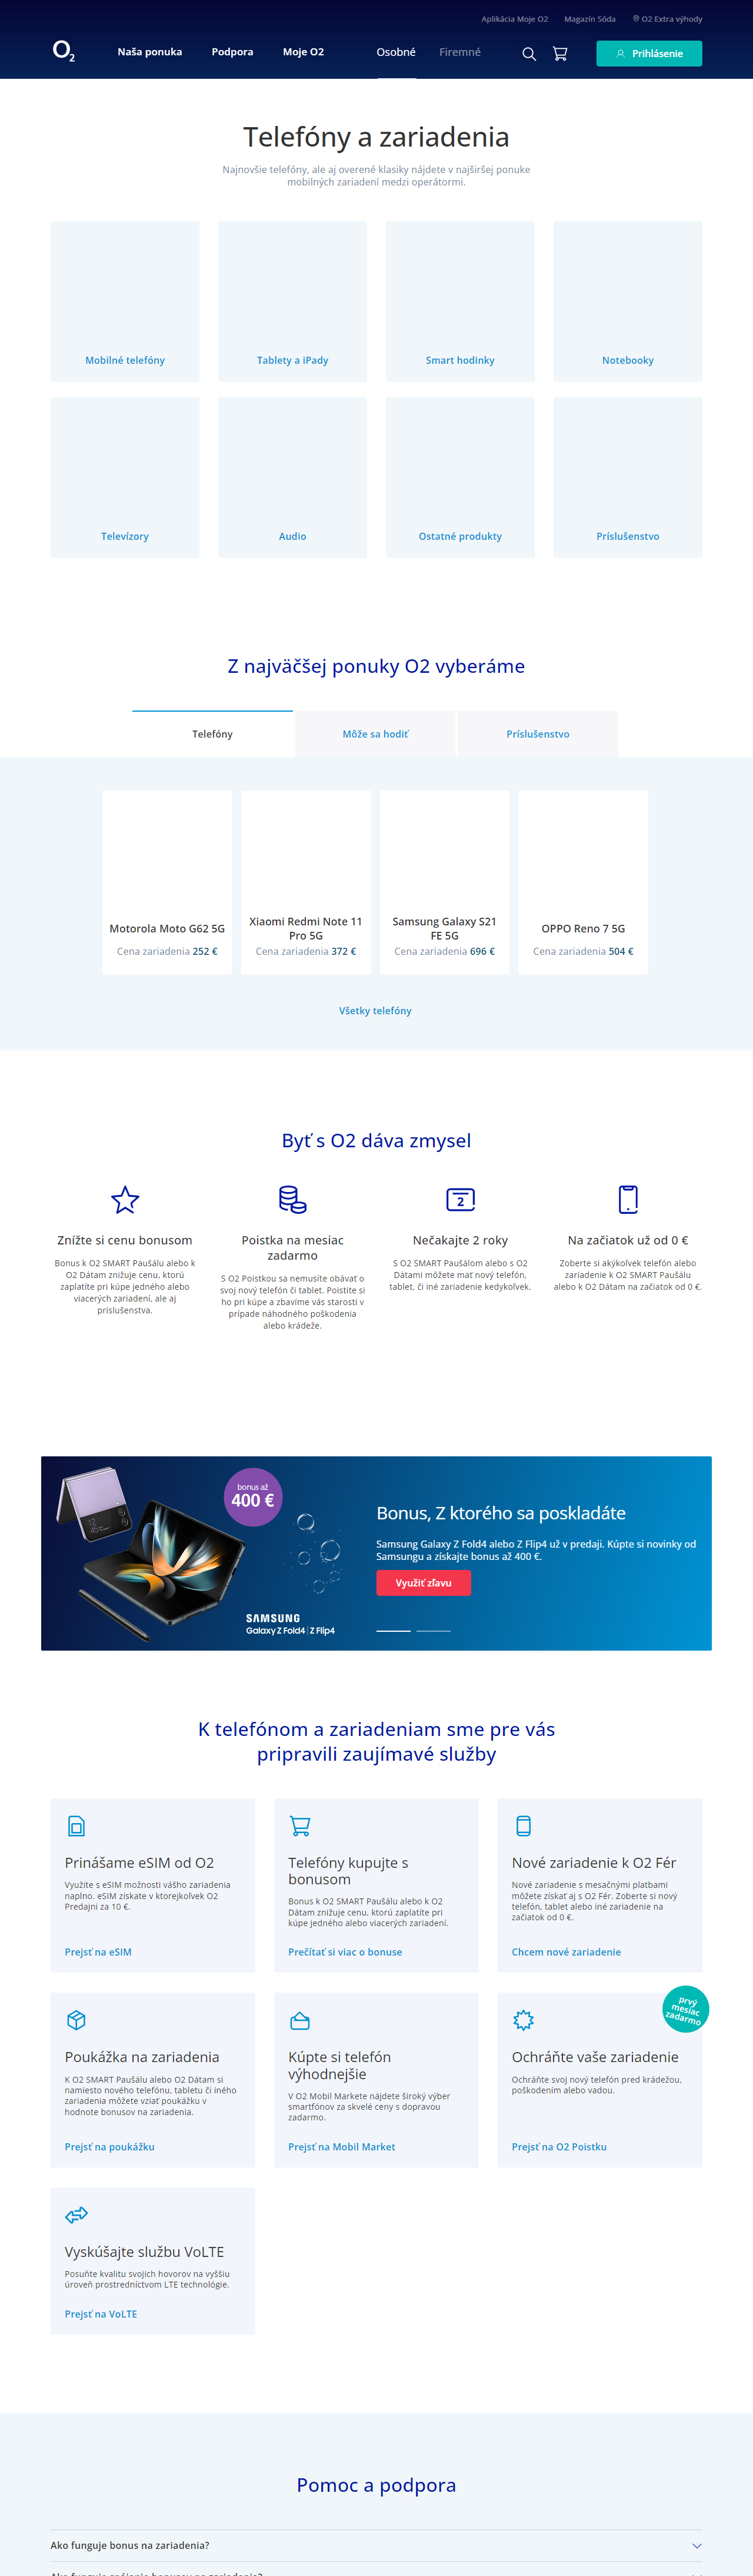 Aplikácia Moje O2
Magazín Sóda
O2 Extra výhody
O2
Naša ponuka
Podpora
Moje O2
Osobné
Firemné
Prihlásenie
Telefóny a zariadenia
Najnovšie telefóny, ale aj overené klasiky nájdete v najširšej ponuke
mobilných zariadení medzi operátormi.
Mobilné telefóny
Tablety a iPady
Smart hodinky
Notebooky
Televízory
Audio
Ostatné produkty
Príslušenstvo
Z najväčšej ponuky O2 vyberáme
Telefóny
Môže sa hodiť
Príslušenstvo
Motorola Moto G62 5G
Cena zariadenia 252 €
Xiaomi Redmi Note 11
Pro 5G
Cena zariadenia 372 €
Samsung Galaxy S21
FE 5G
Cena zariadenia 696 €
OPPO Reno 7 5G
Cena zariadenia 504 €
Všetky telefóny
Byť s O2 dáva zmysel
Znížte si cenu bonusom
Bonus k O2 SMART Paušálu alebo k
O2 Dátam znižuje cenu, ktorú
zaplatíte pri kúpe jedného alebo
viacerých zariadení, ale aj
príslušenstva.
Poistka na mesiac
zadarmo
S O2 Poistkou sa nemusíte obávať o
svoj nový telefón či tablet. Poistite si
ho pri kúpe a zbavíme vás starostí v
prípade náhodného poškodenia
alebo krádeže.
2
Nečakajte 2 roky
S O2 SMART Paušálom alebo s O2
Dátami môžete mať nový telefón,
tablet, či iné zariadenie kedykoľvek.
Na začiatok už od 0 €
Zoberte si akýkoľvek telefón alebo
zariadenie k O2 SMART Paušálu
alebo k O2 Dátam na začiatok od 0 €.
bonus až
400 €
SAMSUNG
Galaxy Z Fold4 | Z Flip4
Bonus, Z ktorého sa poskladáte
Samsung Galaxy Z Fold4 alebo Z Flip4 už v predaji. Kúpte si novinky od
Samsungu a získajte bonus až 400 €.
Využiť zľavu
K telefónom a zariadeniam sme pre vás
pripravili zaujímavé služby
Prinášame eSIM od O2
Využite s eSIM možnosti vášho zariadenia
naplno. eSIM získate v ktorejkoľvek O2
Predajni za 10 €.
Prejsť na eSIM
Telefóny kupujte s
bonusom
Bonus k O2 SMART Paušálu alebo k O2
Dátam znižuje cenu, ktorú zaplatíte pri
kúpe jedného alebo viacerých zariadení.
Prečítať si viac o bonuse
Nové zariadenie k O2 Fér
Nové zariadenie s mesačnými platbami
môžete získať aj s O2 Fér. Zoberte si nový
telefón, tablet alebo iné zariadenie na
začiatok od 0 €.
Chcem nové zariadenie
Poukážka na zariadenia
K O2 SMART Paušálu alebo O2 Dátam si
namiesto nového telefónu, tabletu či iného
zariadenia môžete vziať poukážku v
hodnote bonusov na zariadenia.
Prejsť na poukážku
Kúpte si telefón
výhodnejšie
V O2 Mobil Markete nájdete široký výber
smartfónov za skvelé ceny s dopravou
zadarmo.
Prejsť na Mobil Market
prvý
mesiac
zadarmo
Ochráňte vaše zariadenie
Ochráňte svoj nový telefón pred krádežou,
poškodením alebo vadou.
Prejsť na O2 Poistku
Vyskúšajte službu VoLTE
Posuňte kvalitu svojich hovorov na vyššiu
úroveň prostredníctvom LTE technológie.
Prejsť na VoLTE
Pomoc a podpora
Ako funguje bonus na zariadenia?